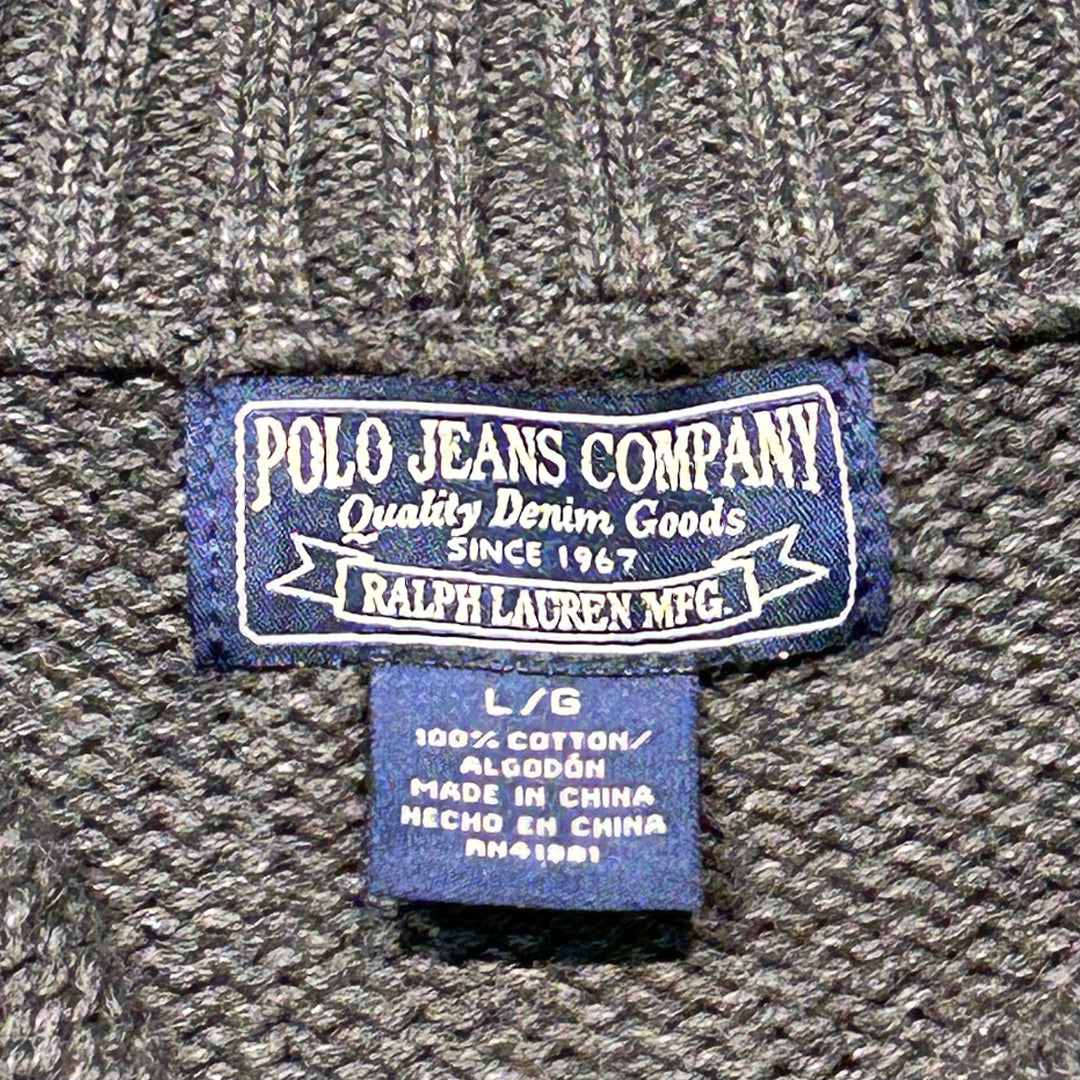 POLO JEANS COMPANY
Quality Denim Goods
SINCE 1967
RALPH LAUREN MFG.
L/G
100% COTTON/
ALGODÓN
MADE IN CHINA
HECHO EN CHINA
RN41381